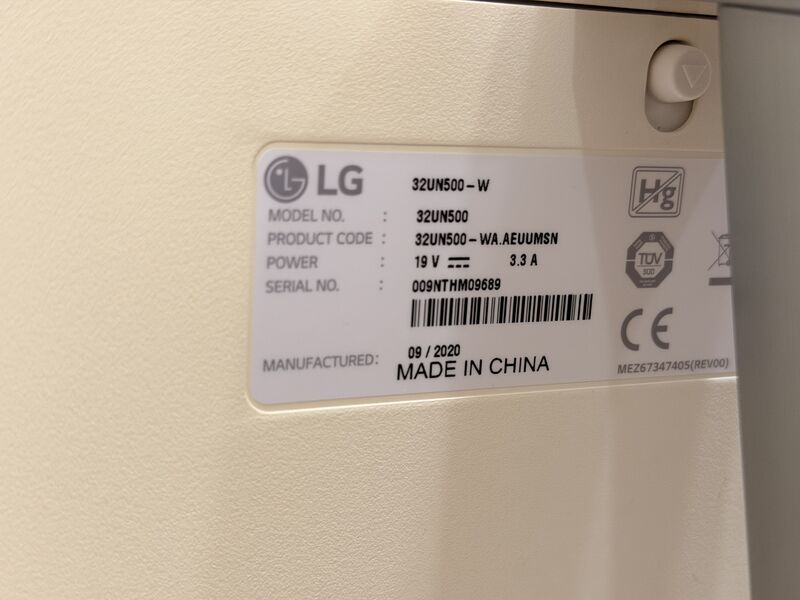 LG 32UN500-W
MODEL NO. : 32UN500
PRODUCT CODE : 32UN500-WA.AEUUMSN
POWER : 19 V 3.3 A
SERIAL NO. : 009NTHM09689
MANUFACTURED: 09 / 2020
MADE IN CHINA
Hg
TÜV
SÜD
CE
MEZ67347405(REV00)